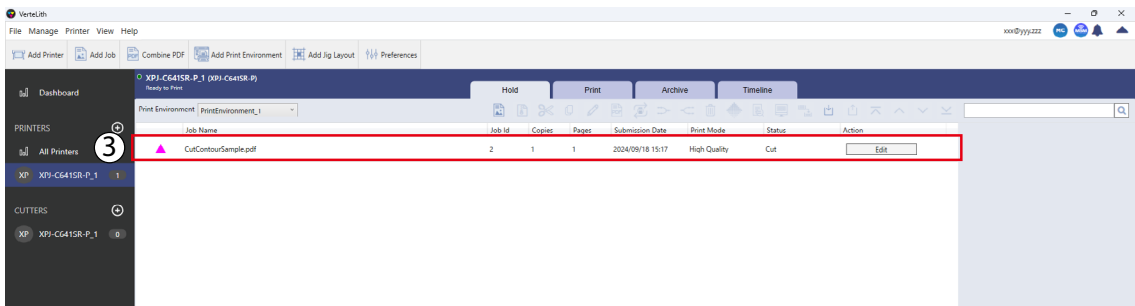 VerteLith
File Manage Printer View Help
xxx@yyy.zzz MG MIM
Add Printer Add Job Combine PDF Add Print Environment Add Jig Layout Preferences
Dashboard
XPJ-C641SR-P_1 (XPJ-C641SR-P)
Ready to Print
Hold Print Archive Timeline
Print Environment PrintEnvironment_1
PRINTERS
Job Name Job Id Copies Pages Submission Date Print Mode Status Action
All Printers
3
CutContourSample.pdf 2 1 1 2024/09/18 15:17 High Quality Cut Edit
XP XPJ-C641SR-P_1 1
CUTTERS
XP XPJ-C641SR-P_1 0